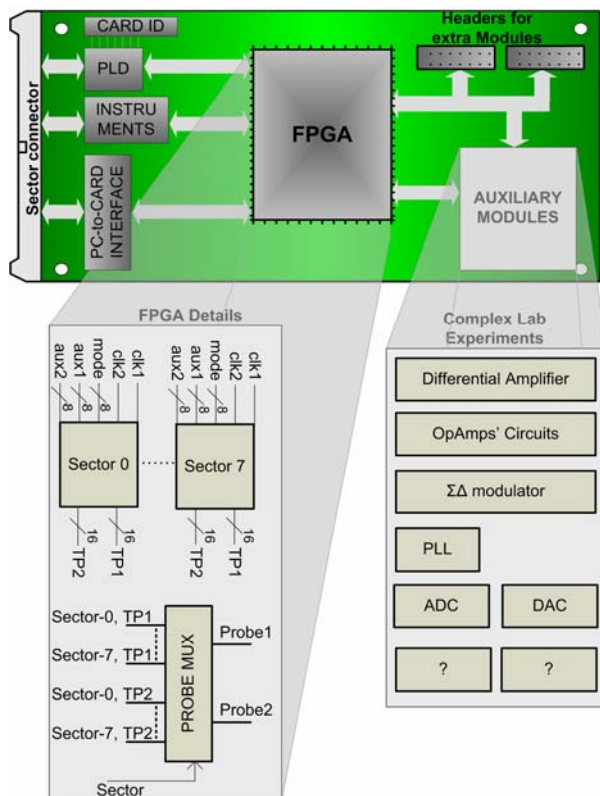 CARD ID
Headers for
extra Modules
PLD
INSTRU
MENTS
FPGA
Sector connector
PC-to-CARD
INTERFACE
AUXILIARY
MODULES
FPGA Details
aux2
aux1
mode
clk2
clk1
8
8
8
aux2
aux1
mode
clk2
clk1
8
8
8
Sector 0
Sector 7
16
16
TP2
TP1
16
16
TP2
TP1
Sector-0, TP1
Sector-7, TP1
Sector-0, TP2
Sector-7, TP2
PROBE MUX
Probe1
Probe2
Sector
Complex Lab
Experiments
Differential Amplifier
OpAmps' Circuits
ΣΔ modulator
PLL
ADC
DAC
?
?